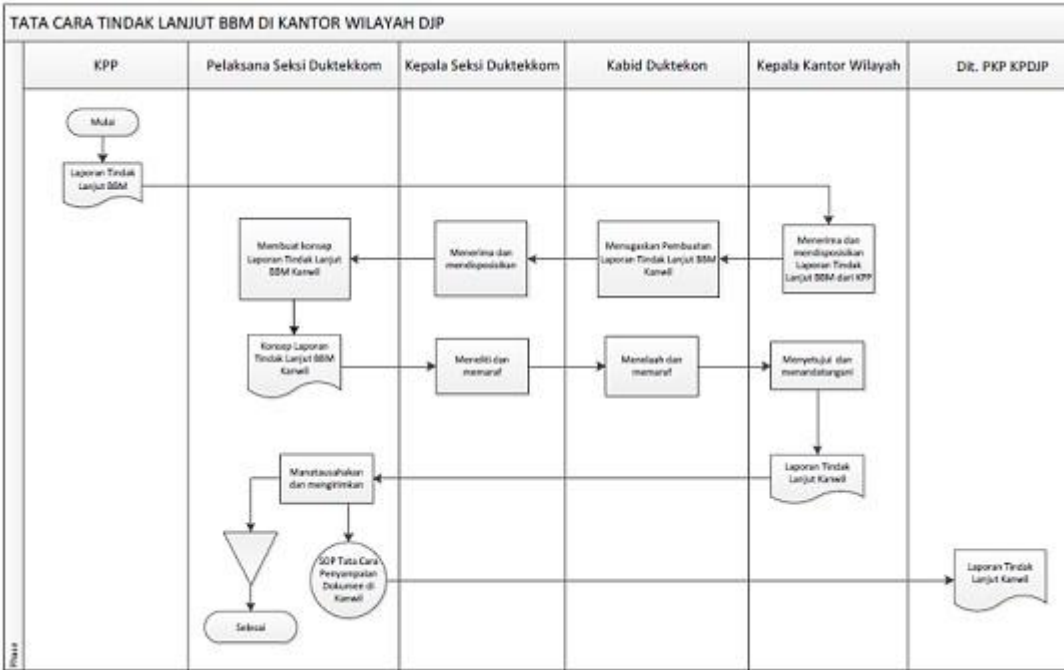 TATA CARA TINDAK LANJUT BBM DI KANTOR WILAYAH DJP
KPP
Pelaksana Seksi Duktekkom
Kepala Seksi Duktekkom
Kabid Duktekon
Kepala Kantor Wilayah
Dit. PKP KPDJP
Mulai
Laporan Tindak
Lanjut BBM
Membuat konsep
Laporan Tindak Lanjut
BBM Kanwil
Menerima dan
mendisposisikan
Menugaskan Pembuatan
Laporan Tindak Lanjut BBM
Kanwil
Menerima dan
mendisposisikan
Laporan Tindak
Lanjut BBM dari KPP
Konsep Laporan
Tindak Lanjut BBM
Kanwil
Meneliti dan
memaraf
Menelaah dan
memaraf
Menyetujui dan
menandatangani
Manatausahakan
dan mengirimkan
Laporan Tindak
Lanjut Kanwil
SOP Tata Cara
Penyampaian
Dokumen di
Kanwil
Laporan Tindak
Lanjut Kanwil
Selesai
Phase